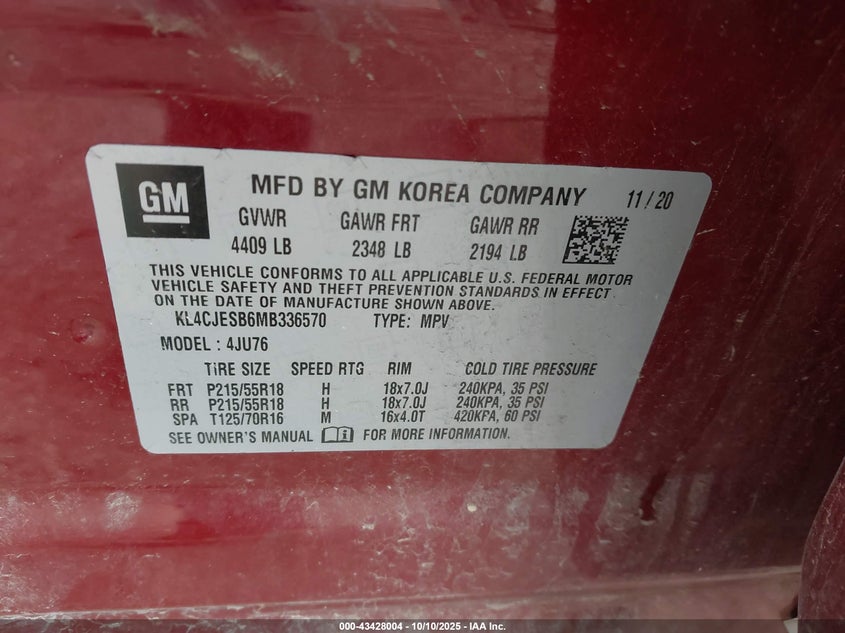 GM MFD BY GM KOREA COMPANY 11/20
GVWR GAWR FRT GAWR RR
4409 LB 2348 LB 2194 LB
THIS VEHICLE CONFORMS TO ALL APPLICABLE U.S. FEDERAL MOTOR
VEHICLE SAFETY AND THEFT PREVENTION STANDARDS IN EFFECT
ON THE DATE OF MANUFACTURE SHOWN ABOVE.
KL4CJESB6MB336570 TYPE: MPV
MODEL: 4JU76
TIRE SIZE SPEED RTG RIM COLD TIRE PRESSURE
FRT P215/55R18 H 18x7.0J 240KPA, 35 PSI
RR P215/55R18 H 18x7.0J 240KPA, 35 PSI
SPA T125/70R16 M 16x4.0T 420KPA, 60 PSI
SEE OWNER'S MANUAL FOR MORE INFORMATION.
000-43428004 - 10/10/2025 - IAA Inc.